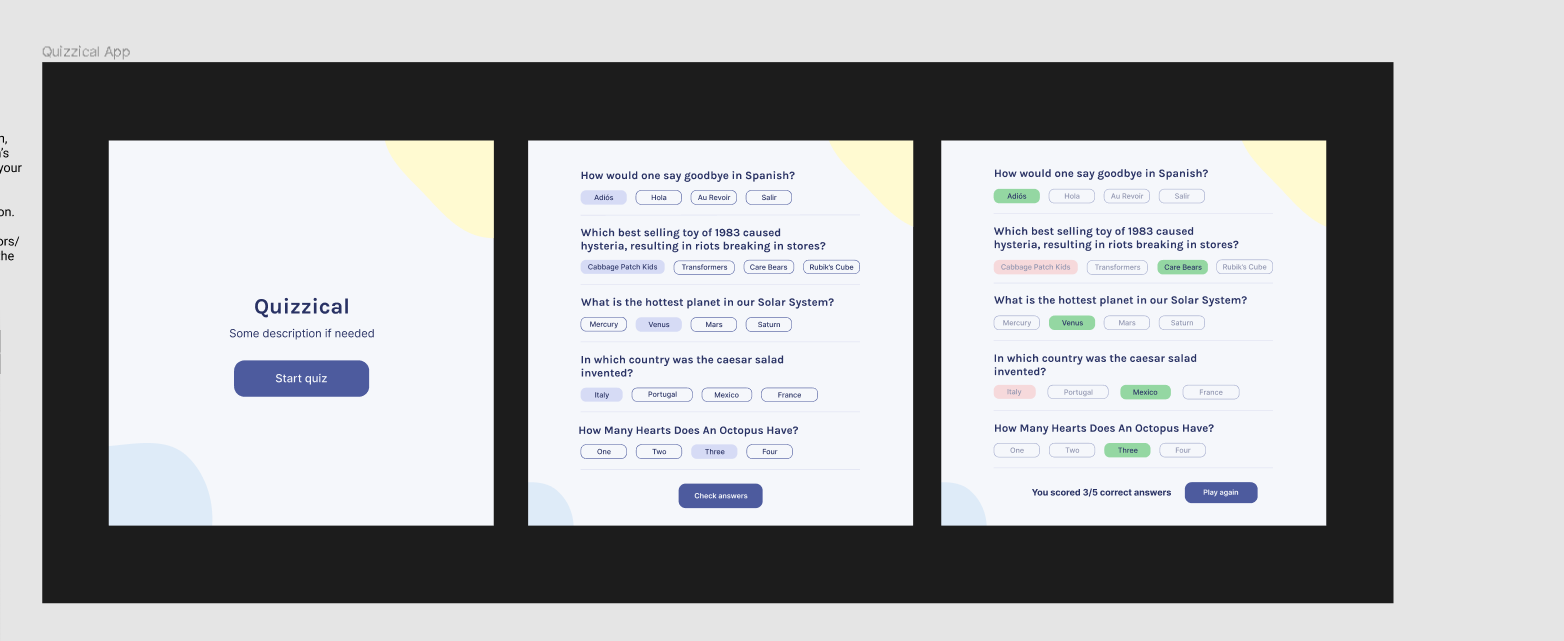 Quizzical App
n,
n's
your
on.
ors/
he
Quizzical
Some description if needed
Start quiz
How would one say goodbye in Spanish?
Adiós Hola Au Revoir Salir
Which best selling toy of 1983 caused
hysteria, resulting in riots breaking in stores?
Cabbage Patch Kids Transformers Care Bears Rubik's Cube
What is the hottest planet in our Solar System?
Mercury Venus Mars Saturn
In which country was the caesar salad
invented?
Italy Portugal Mexico France
How Many Hearts Does An Octopus Have?
One Two Three Four
Check answers
How would one say goodbye in Spanish?
Adiós Hola Au Revoir Salir
Which best selling toy of 1983 caused
hysteria, resulting in riots breaking in stores?
Cabbage Patch Kids Transformers Care Bears Rubik's Cube
What is the hottest planet in our Solar System?
Mercury Venus Mars Saturn
In which country was the caesar salad
invented?
Italy Portugal Mexico France
How Many Hearts Does An Octopus Have?
One Two Three Four
You scored 3/5 correct answers Play again